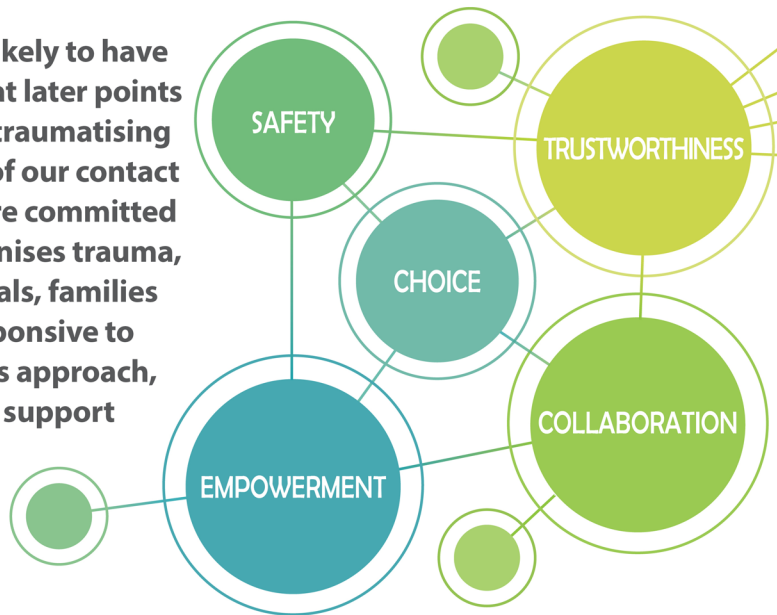 kely to have
at later points
traumatising
of our contact
re committed
nises trauma,
als, families
ponsive to
s approach,
support
SAFETY
TRUSTWORTHINESS
CHOICE
COLLABORATION
EMPOWERMENT